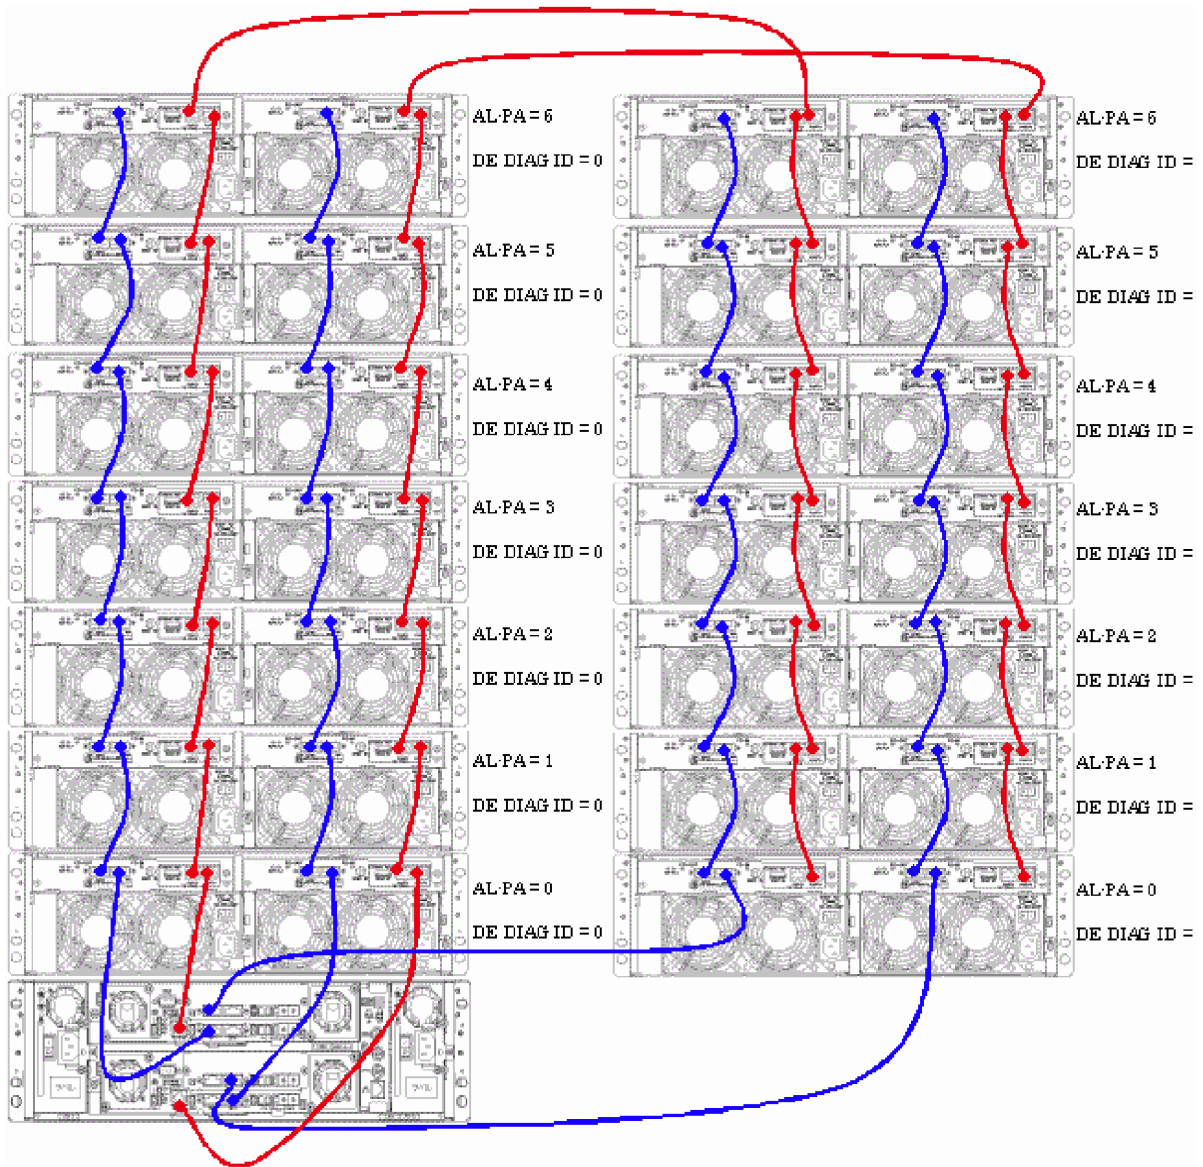 AL-PA = 6
DE DIAG ID = 0
AL-PA = 5
DE DIAG ID = 0
AL-PA = 4
DE DIAG ID = 0
AL-PA = 3
DE DIAG ID = 0
AL-PA = 2
DE DIAG ID = 0
AL-PA = 1
DE DIAG ID = 0
AL-PA = 0
DE DIAG ID = 0
AL-PA = 6
DE DIAG ID =
AL-PA = 5
DE DIAG ID =
AL-PA = 4
DE DIAG ID =
AL-PA = 3
DE DIAG ID =
AL-PA = 2
DE DIAG ID =
AL-PA = 1
DE DIAG ID =
AL-PA = 0
DE DIAG ID =